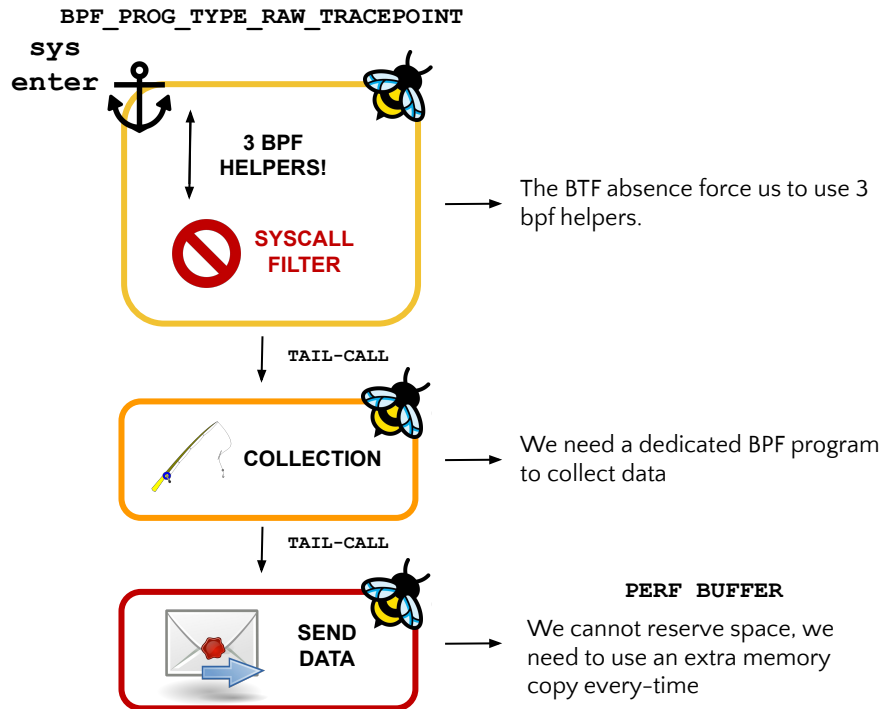 BPF_PROG_TYPE_RAW_TRACEPOINT
sys
enter
3 BPF
HELPERS!
SYSCALL
FILTER
The BTF absence force us to use 3
bpf helpers.
TAIL-CALL
COLLECTION
We need a dedicated BPF program
to collect data
TAIL-CALL
SEND
DATA
PERF BUFFER
We cannot reserve space, we
need to use an extra memory
copy every-time